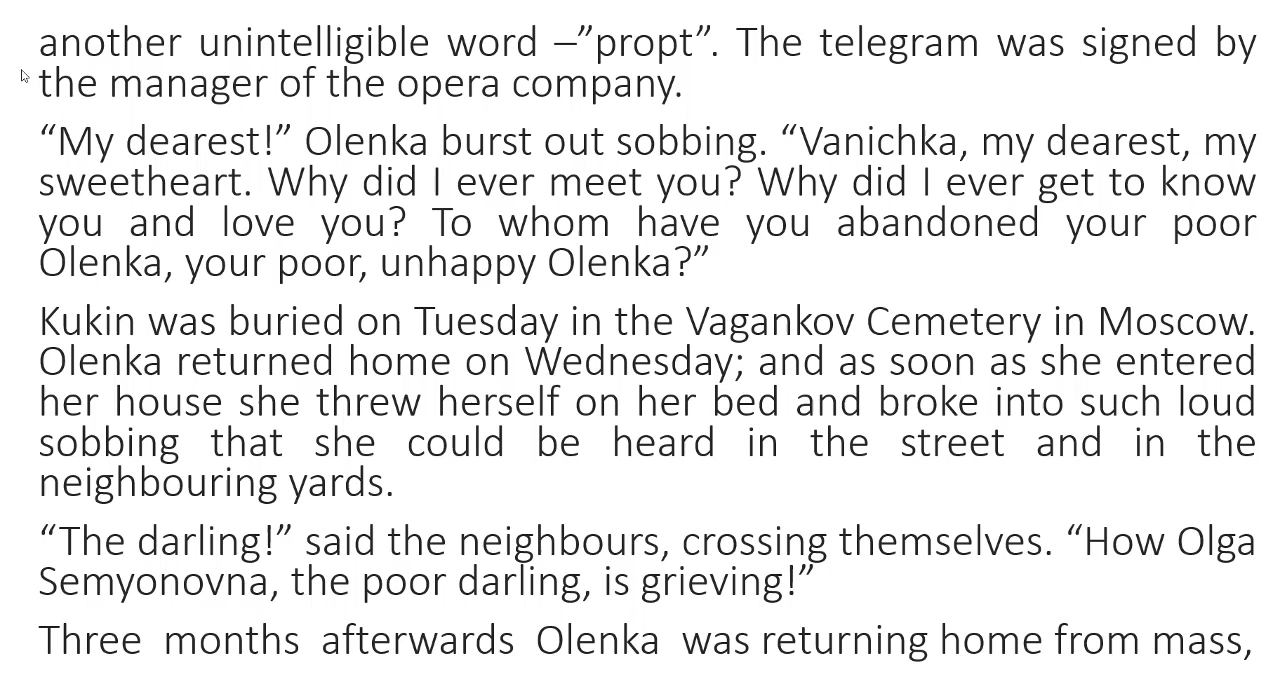 another unintelligible word –”propt”. The telegram was signed by
the manager of the opera company.
“My dearest!” Olenka burst out sobbing. “Vanichka, my dearest, my
sweetheart. Why did I ever meet you? Why did I ever get to know
you and love you? To whom have you abandoned your poor
Olenka, your poor, unhappy Olenka?”
Kukin was buried on Tuesday in the Vagankov Cemetery in Moscow.
Olenka returned home on Wednesday; and as soon as she entered
her house she threw herself on her bed and broke into such loud
sobbing that she could be heard in the street and in the
neighbouring yards.
“The darling!” said the neighbours, crossing themselves. “How Olga
Semyonovna, the poor darling, is grieving!”
Three months afterwards Olenka was returning home from mass,